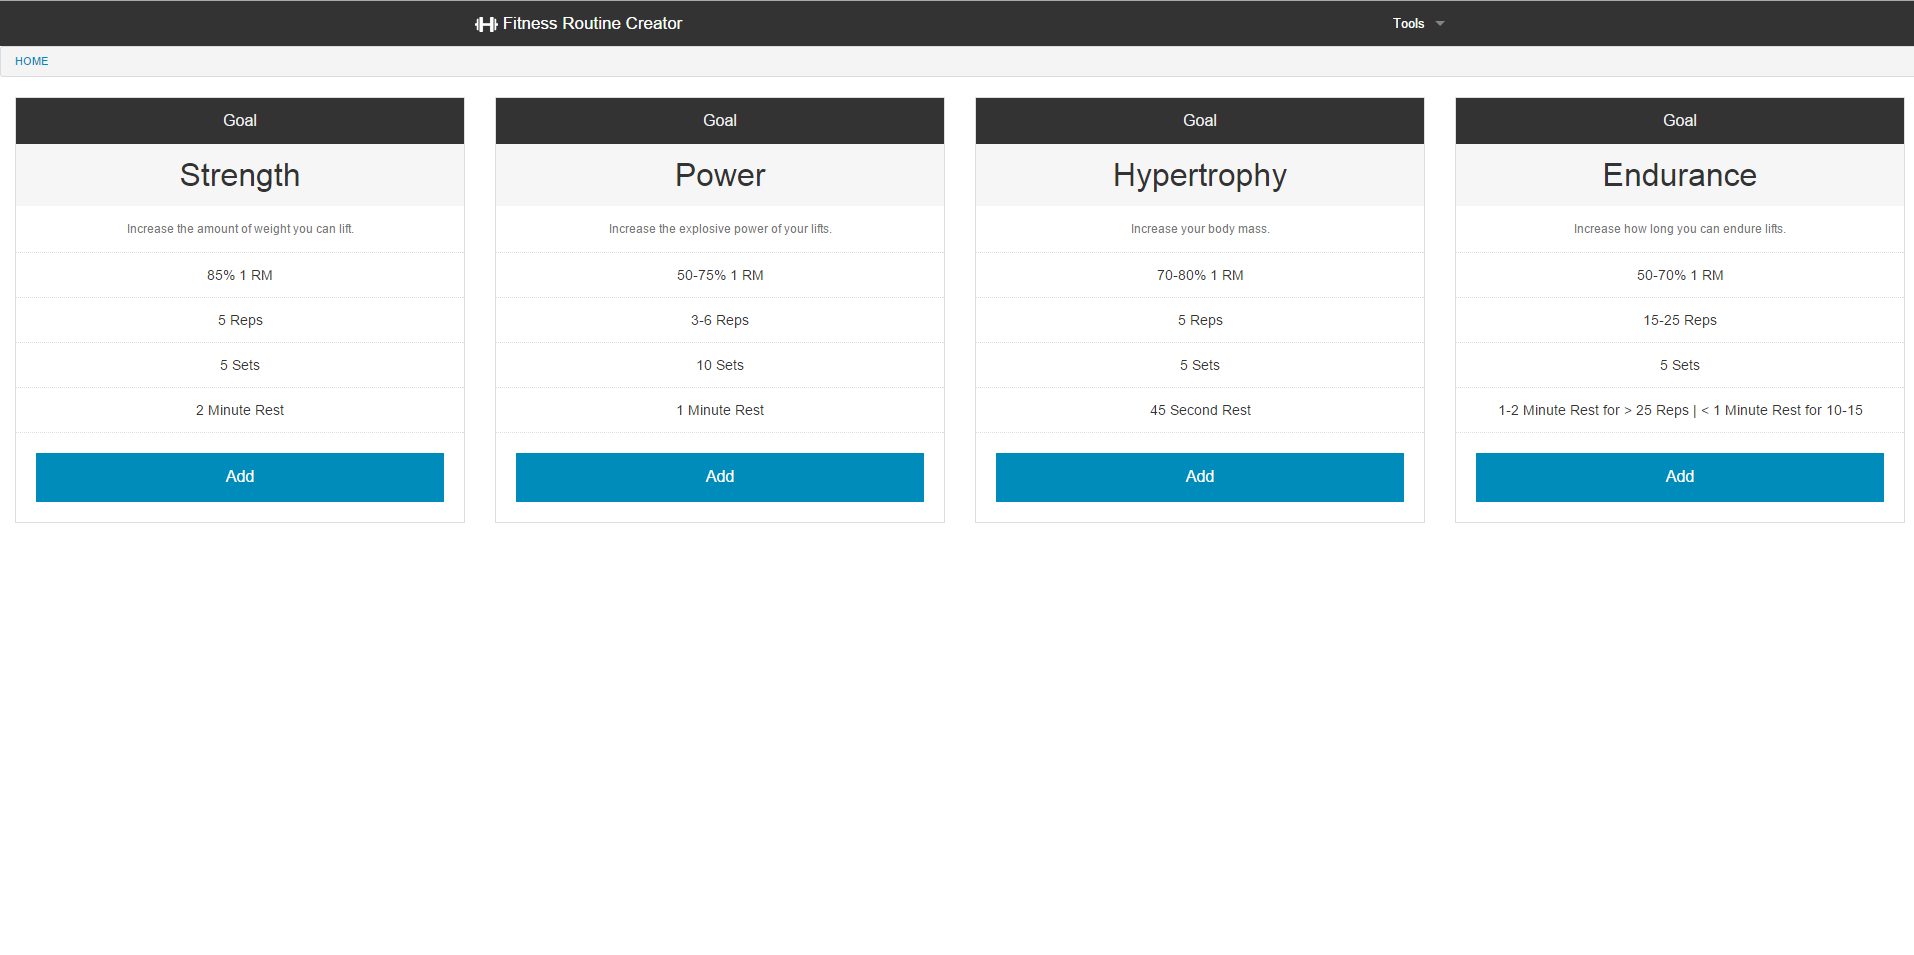 Fitness Routine Creator
Tools
HOME
Goal
Strength
Increase the amount of weight you can lift.
85% 1 RM
5 Reps
5 Sets
2 Minute Rest
Add
Goal
Power
Increase the explosive power of your lifts.
50-75% 1 RM
3-6 Reps
10 Sets
1 Minute Rest
Add
Goal
Hypertrophy
Increase your body mass.
70-80% 1 RM
5 Reps
5 Sets
45 Second Rest
Add
Goal
Endurance
Increase how long you can endure lifts.
50-70% 1 RM
15-25 Reps
5 Sets
1-2 Minute Rest for > 25 Reps | < 1 Minute Rest for 10-15
Add